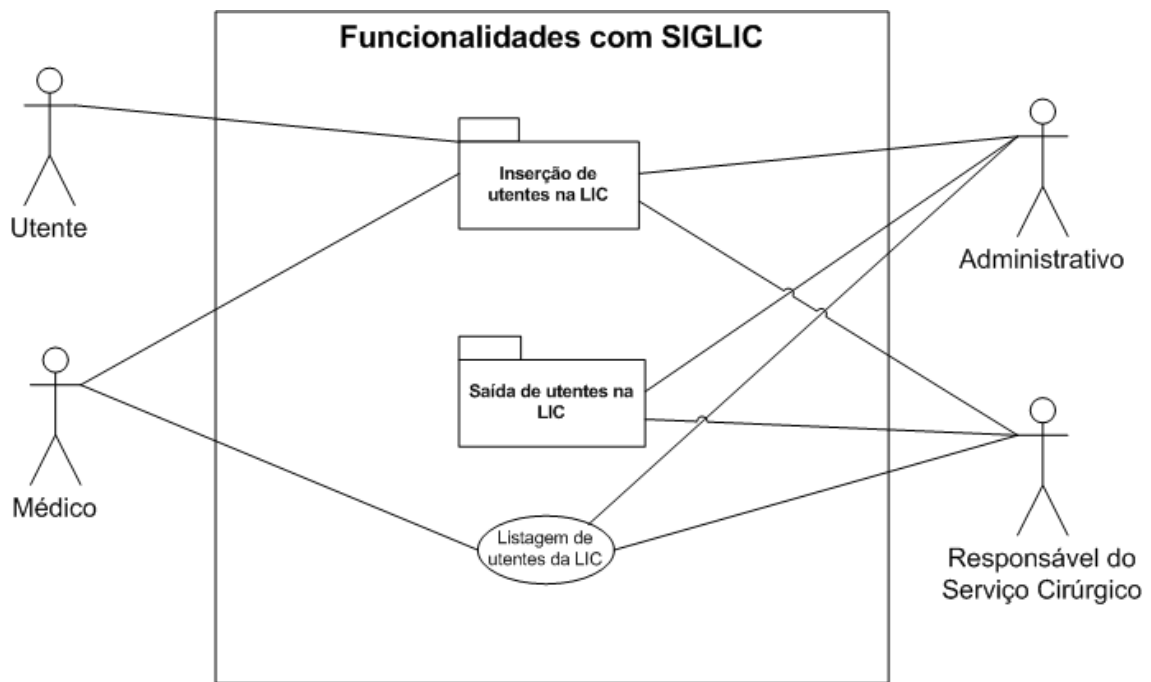 Funcionalidades com SIGLIC
Utente
Inserção de
utentes na LIC
Administrativo
Saída de utentes na
LIC
Médico
Listagem de
utentes da LIC
Responsável do
Serviço Cirúrgico